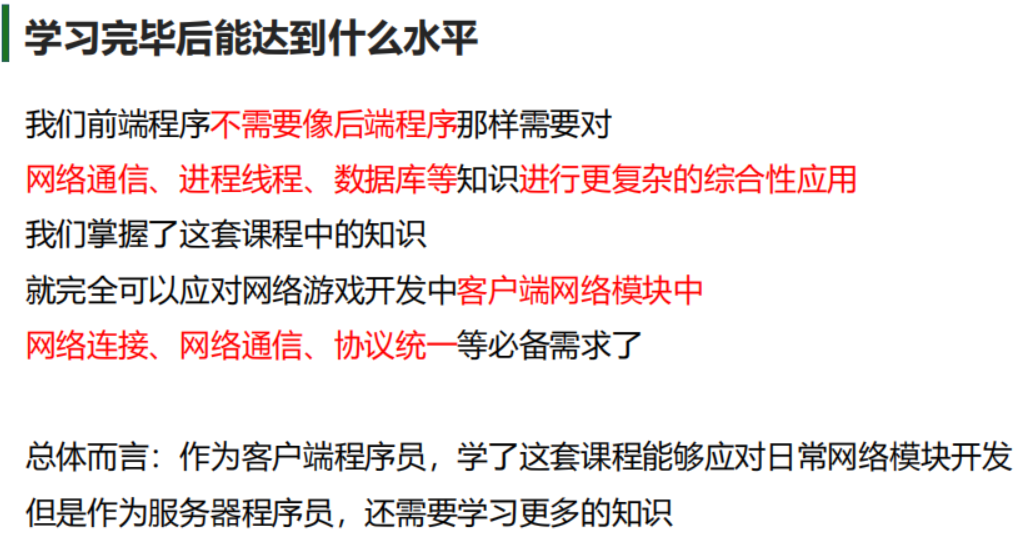 学习完毕后能达到什么水平
我们前端程序不需要像后端程序那样需要对
网络通信、进程线程、数据库等知识进行更复杂的综合性应用
我们掌握了这套课程中的知识
就完全可以应对网络游戏开发中客户端网络模块中
网络连接、网络通信、协议统一等必备需求了
总体而言：作为客户端程序员，学了这套课程能够应对日常网络模块开发
但是作为服务器程序员，还需要学习更多的知识